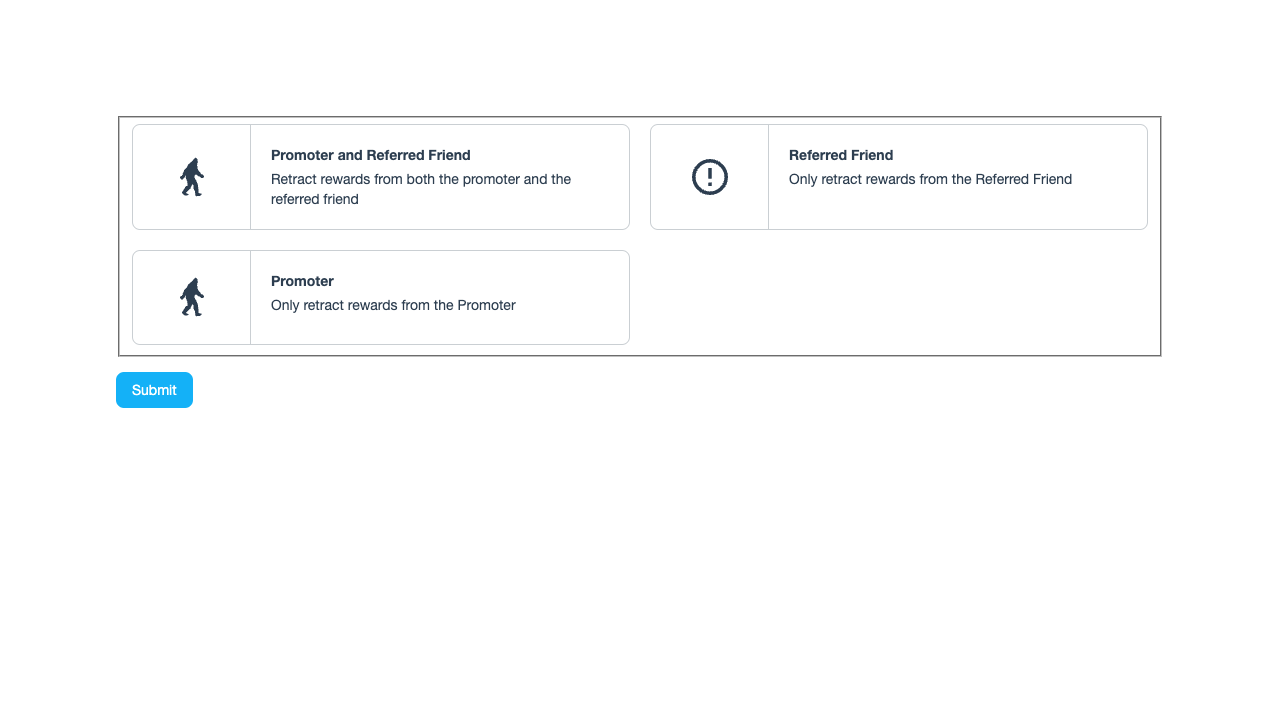 Promoter and Referred Friend
Retract rewards from both the promoter and the
referred friend
Referred Friend
Only retract rewards from the Referred Friend
Promoter
Only retract rewards from the Promoter
Submit